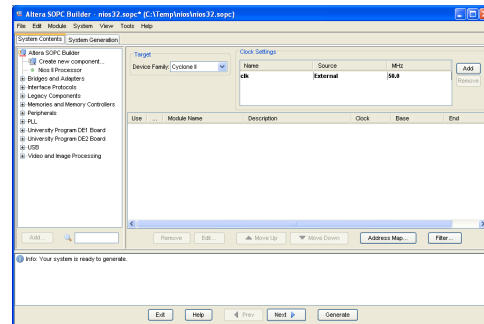 Altera SOPC Builder - nios32.sopc* (C:\Temp\nios\nios32.sopc)
File Edit Module System View Tools Help
System Contents System Generation
Altera SOPC Builder
Create new component...
Nios II Processor
Bridges and Adapters
Interface Protocols
Legacy Components
Memories and Memory Controllers
Peripherals
PLL
University Program DE1 Board
University Program DE2 Board
USB
Video and Image Processing
Add...
Target
Device Family: Cyclone II
Clock Settings
Name Source MHz
clk External 50.0
Add
Remove
Use ... Module Name Description Clock Base End
Remove Edit... Move Up Move Down Address Map... Filter...
Info: Your system is ready to generate.
Exit Help Prev Next Generate